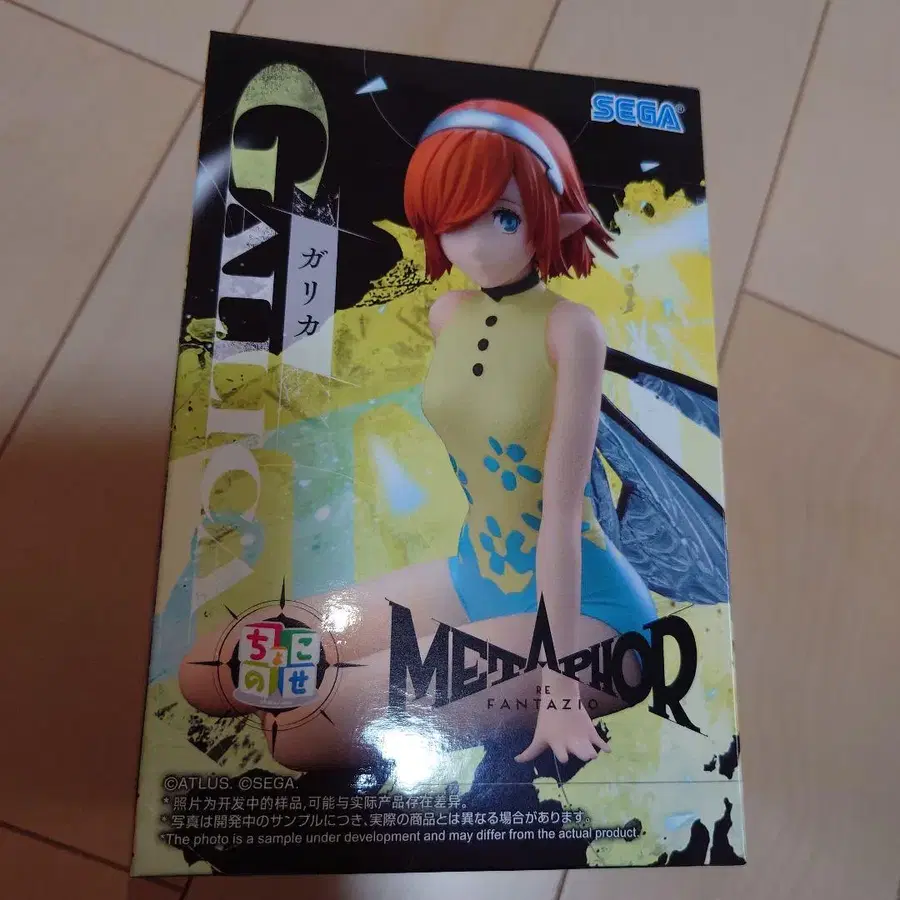 SEGA®
GALLICA
ガリカ
ちょこ
のせ
METAPHOR
RE
FANTAZIO
©ATLUS. ©SEGA.
*照片为开发中的样品,可能与实际产品存在差异。
*写真は開発中のサンプルにつき、実際の商品とは異なる場合があります。
*The photo is a sample under development and may differ from the actual product.